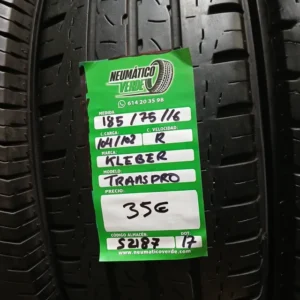 NEUMÁTICO
VERDE
614 20 35 98
MEDIDA
185/75/16
I. CARGA C. VELOCIDAD
104/102 R
MARCA
KLEBER
MODELO
TRANSPRO
PRECIO
35€
CÓDIGO ALMACÉN DOT
S2187 17
www.neumaticoverde.com